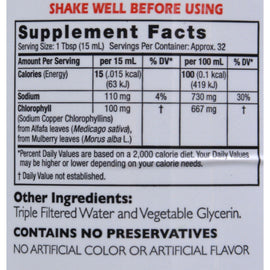 SHAKE WELL BEFORE USING
Supplement Facts
Serving Size: 1 Tbsp (15 mL) Servings Per Container: Approx. 32
Amount Per Serving per 15 mL % DV* per 100 mL % DV*
Calories (Energy) 15 (.015 kcal) 100 (0.1 kcal)
(63 kJ) (419 kJ)
Sodium 110 mg 4% 730 mg 30%
Chlorophyll 100 mg † 667 mg †
(Sodium Copper Chlorophyllins)
from Alfalfa leaves (Medicago sativa),
from Mulberry leaves (Morus alba L.)
*Percent Daily Values are based on a 2,000 calorie diet. Your Daily Values may
be higher or lower depending on your calorie needs.
† Daily Value not established.
Other Ingredients:
Triple Filtered Water and Vegetable Glycerin.
CONTAINS NO PRESERVATIVES
NO ARTIFICIAL COLOR OR ARTIFICIAL FLAVOR